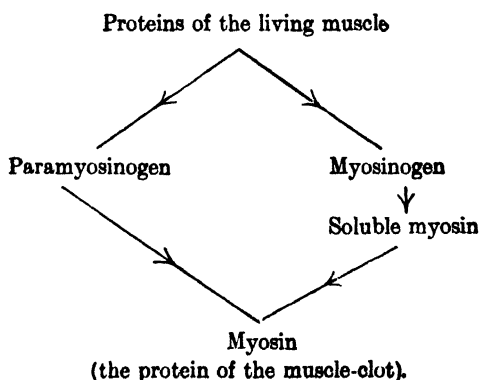 Proteins of the living muscle
Paramyosinogen
Myosinogen
Soluble myosin
Myosin
(the protein of the muscle-clot).